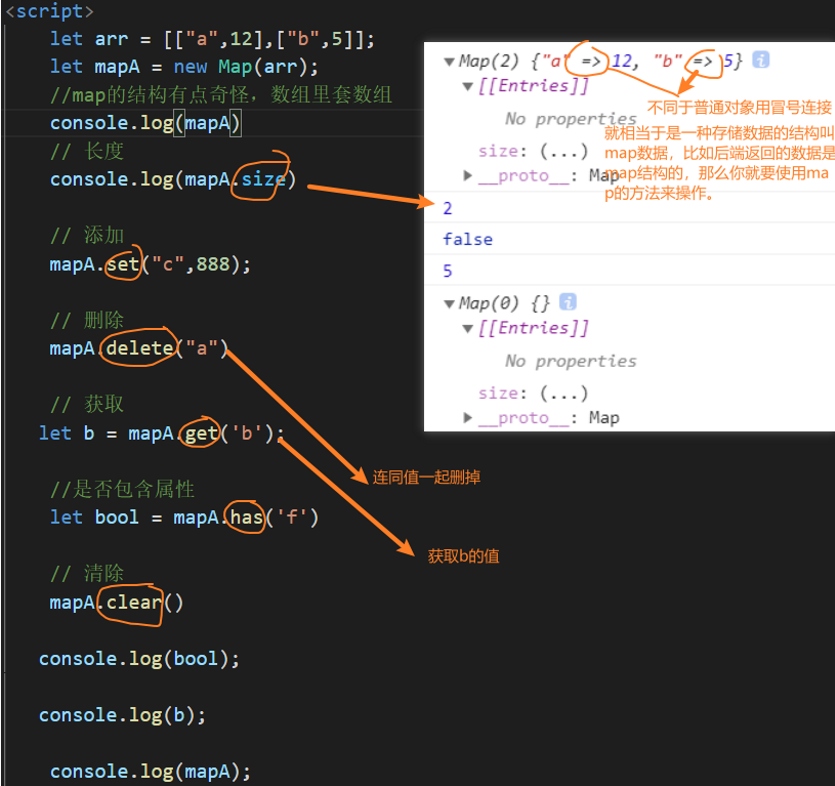 <script>
let arr = [["a",12],["b",5]];
let mapA = new Map(arr);
//map的结构有点奇怪，数组里套数组
console.log(mapA)
// 长度
console.log(mapA.size)
// 添加
mapA.set("c",888);
// 删除
mapA.delete("a")
// 获取
let b = mapA.get('b');
//是否包含属性
let bool = mapA.has('f')
// 清除
mapA.clear()
console.log(bool);
console.log(b);
console.log(mapA);
▼Map(2) {"a" => 12, "b" => 5} i
▼[[Entries]]
No properties
size: (...)
▶__proto__: Map
不同于普通对象用冒号连接
就相当于是一种存储数据的结构叫
map数据，比如后端返回的数据是
map结构的，那么你就要使用ma
p的方法来操作。
2
false
5
▼Map(0) {} i
▼[[Entries]]
No properties
size: (...)
▶__proto__: Map
连同值一起删掉
获取b的值